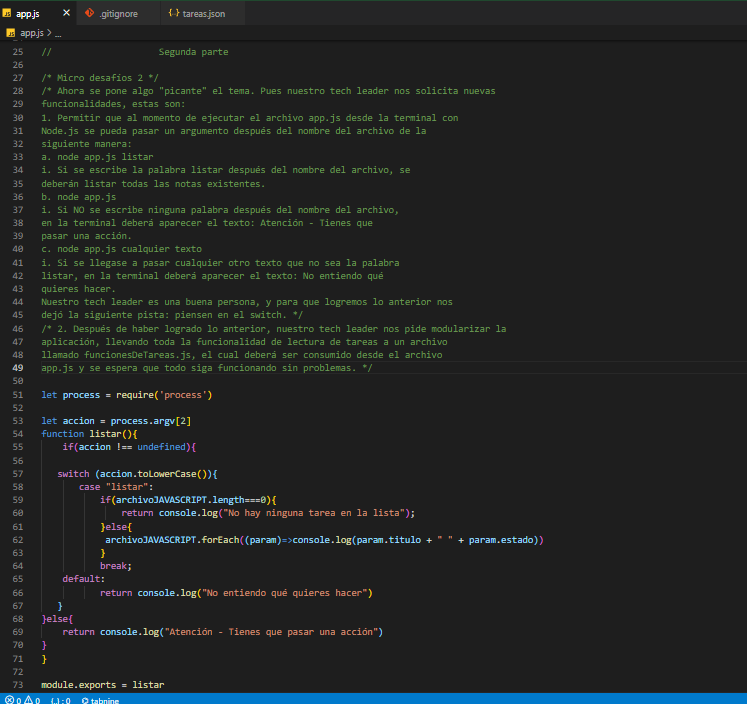 app.js
.gitignore
tareas.json
app.js > ...
25 // Segunda parte
26
27 /* Micro desafíos 2 */
28 /* Ahora se pone algo "picante" el tema. Pues nuestro tech leader nos solicita nuevas
29 funcionalidades, estas son:
30 1. Permitir que al momento de ejecutar el archivo app.js desde la terminal con
31 Node.js se pueda pasar un argumento después del nombre del archivo de la
32 siguiente manera:
33 a. node app.js listar
34 i. Si se escribe la palabra listar después del nombre del archivo, se
35 deberán listar todas las notas existentes.
36 b. node app.js
37 i. Si NO se escribe ninguna palabra después del nombre del archivo,
38 en la terminal deberá aparecer el texto: Atención - Tienes que
39 pasar una acción.
40 c. node app.js cualquier texto
41 i. Si se llegase a pasar cualquier otro texto que no sea la palabra
42 listar, en la terminal deberá aparecer el texto: No entiendo qué
43 quieres hacer.
44 Nuestro tech leader es una buena persona, y para que logremos lo anterior nos
45 dejó la siguiente pista: piensen en el switch. */
46 /* 2. Después de haber logrado lo anterior, nuestro tech leader nos pide modularizar la
47 aplicación, llevando toda la funcionalidad de lectura de tareas a un archivo
48 llamado funcionesDeTareas.js, el cual deberá ser consumido desde el archivo
49 app.js y se espera que todo siga funcionando sin problemas. */
50
51 let process = require('process')
52
53 let accion = process.argv[2]
54 function listar(){
55 if(accion !== undefined){
56
57 switch (accion.toLowerCase()){
58 case "listar":
59 if(archivoJAVASCRIPT.length===0){
60 return console.log("No hay ninguna tarea en la lista");
61 }else{
62 archivoJAVASCRIPT.forEach((param)=>console.log(param.titulo + " " + param.estado))
63 }
64 break;
65 default:
66 return console.log("No entiendo qué quieres hacer")
67 }
68 }else{
69 return console.log("Atención - Tienes que pasar una acción")
70 }
71 }
72
73 module.exports = listar
0 0 {..} : 0 tabnine